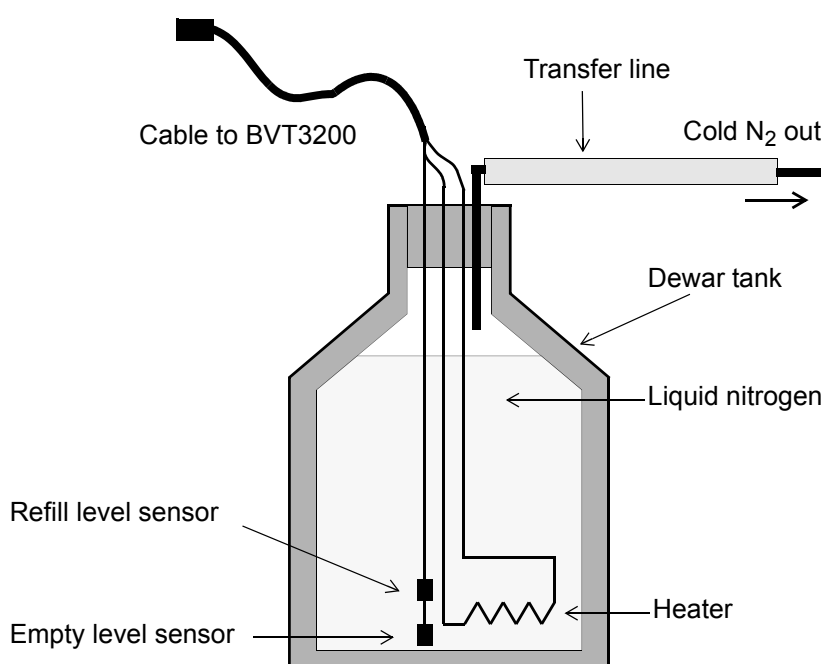 Transfer line
Cable to BVT3200
Cold N2 out
Dewar tank
Liquid nitrogen
Refill level sensor
Heater
Empty level sensor